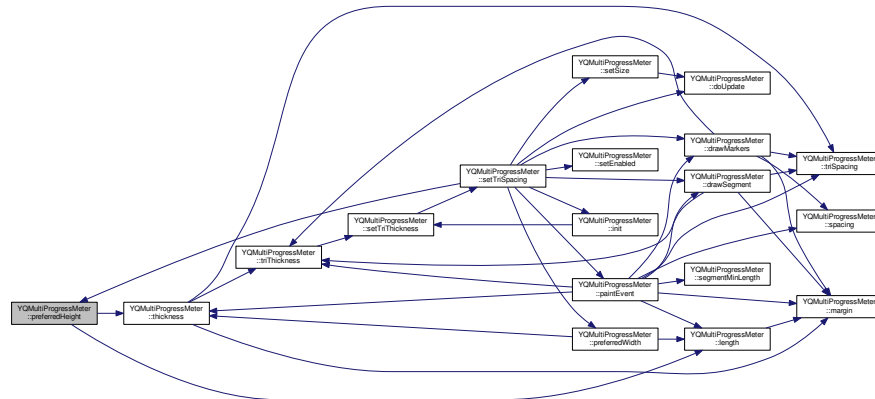 YQMultiProgressMeter
::preferredHeight
YQMultiProgressMeter
::thickness
YQMultiProgressMeter
::triThickness
YQMultiProgressMeter
::setTriThickness
YQMultiProgressMeter
::setTriSpacing
YQMultiProgressMeter
::setSize
YQMultiProgressMeter
::setEnabled
YQMultiProgressMeter
::init
YQMultiProgressMeter
::paintEvent
YQMultiProgressMeter
::preferredWidth
YQMultiProgressMeter
::doUpdate
YQMultiProgressMeter
::drawMarkers
YQMultiProgressMeter
::drawSegment
YQMultiProgressMeter
::segmentMinLength
YQMultiProgressMeter
::length
YQMultiProgressMeter
::triSpacing
YQMultiProgressMeter
::spacing
YQMultiProgressMeter
::margin